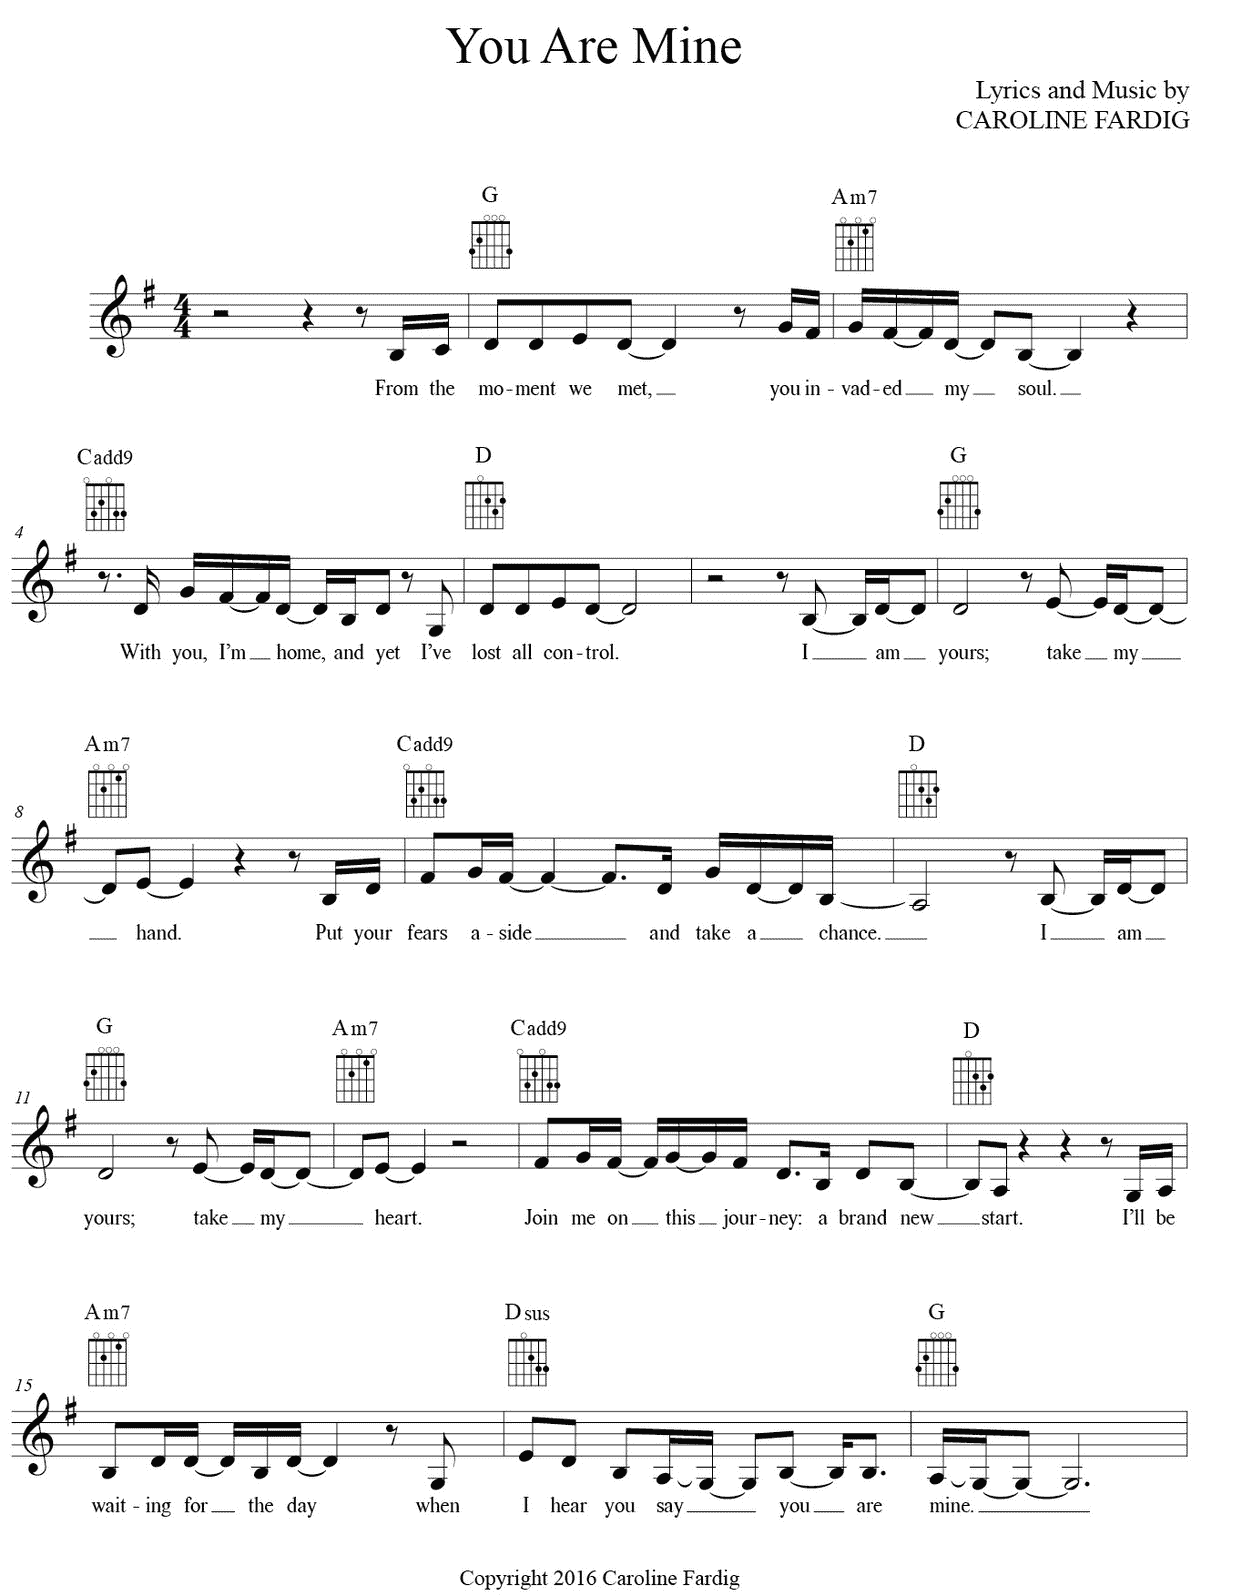 You Are Mine
Lyrics and Music by
CAROLINE FARDIG
G Am7
4
4
From the mo-ment we met, you in-vad-ed my soul.
Cadd9 D G
4
With you, I'm home, and yet I've lost all con-trol. I am yours; take my
Am7 Cadd9 D
8
hand. Put your fears a-side and take a chance. I am
G Am7 Cadd9 D
11
yours; take my heart. Join me on this jour-ney: a brand new start. I'll be
Am7 Dsus G
15
wait-ing for the day when I hear you say you are mine.
Copyright 2016 Caroline Fardig